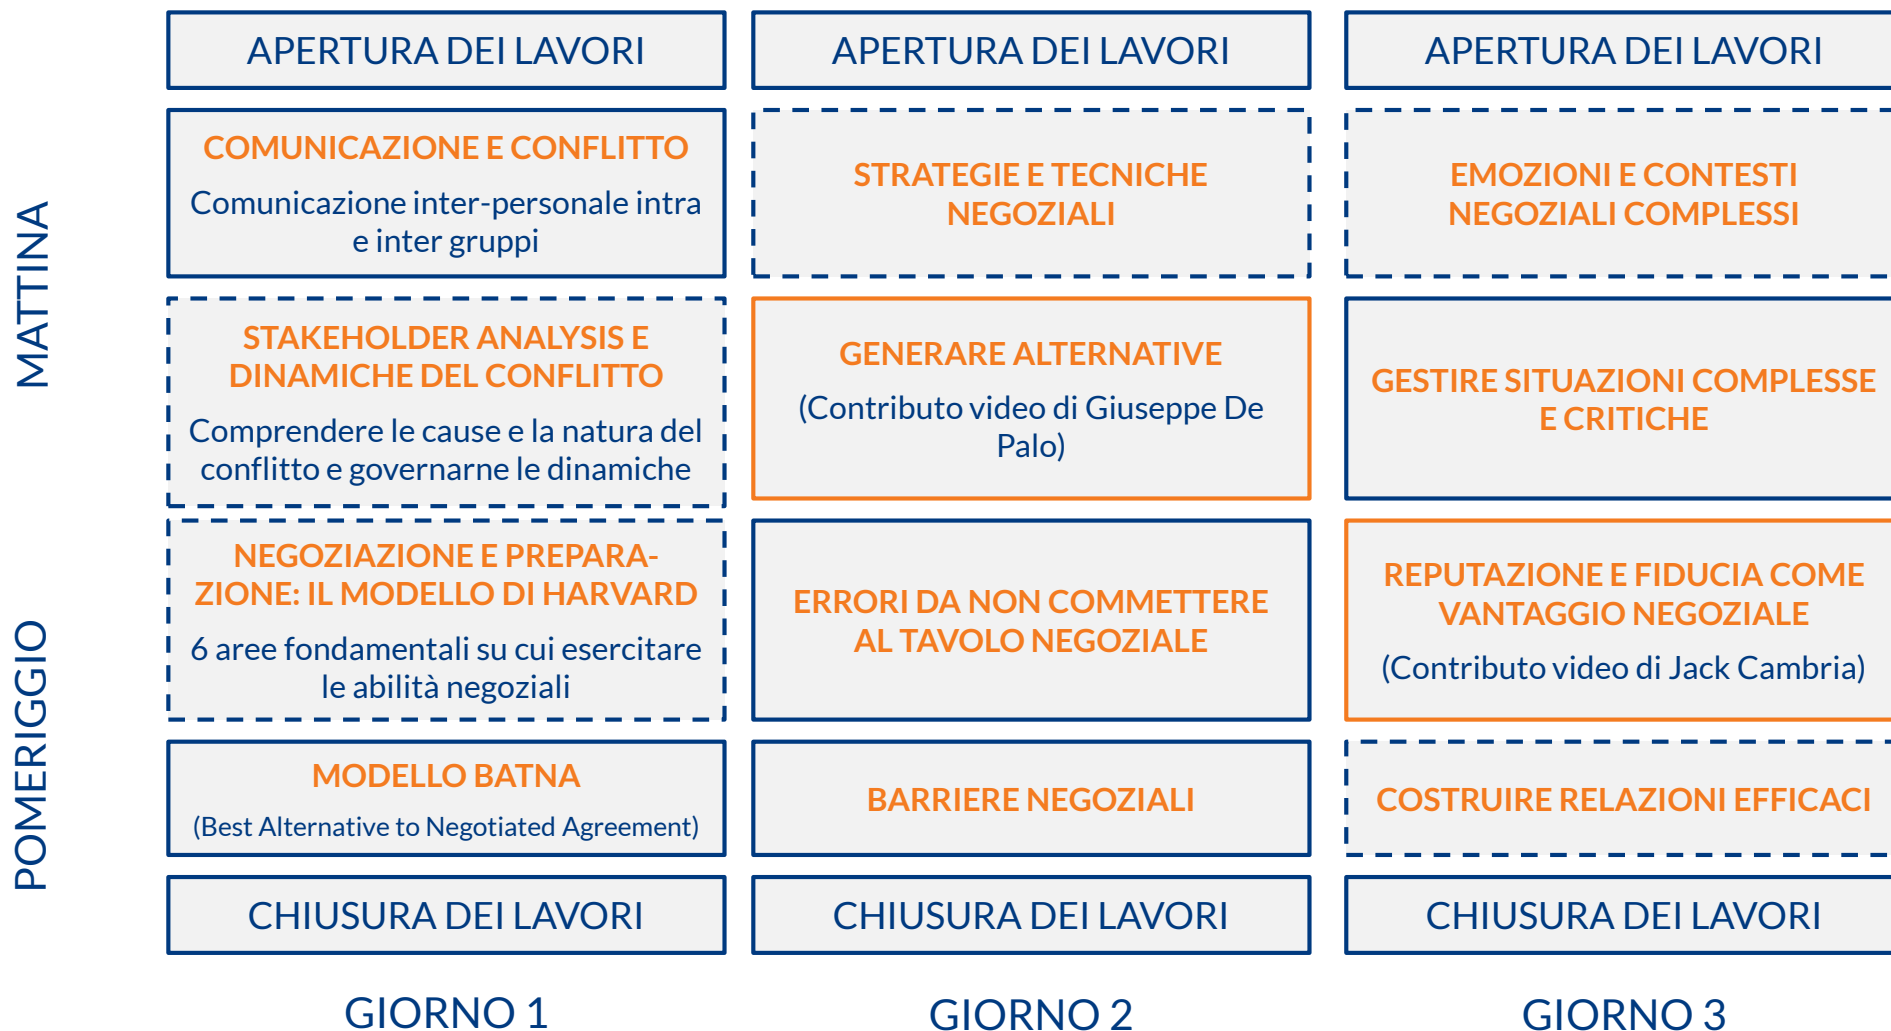 APERTURA DEI LAVORI
APERTURA DEI LAVORI
APERTURA DEI LAVORI
MATTINA
COMUNICAZIONE E CONFLITTO
Comunicazione inter-personale intra
e inter gruppi
STRATEGIE E TECNICHE
NEGOZIALI
EMOZIONI E CONTESTI
NEGOZIALI COMPLESSI
STAKEHOLDER ANALYSIS E
DINAMICHE DEL CONFLITTO
Comprendere le cause e la natura del
conflitto e governarne le dinamiche
GENERARE ALTERNATIVE
(Contributo video di Giuseppe De
Palo)
GESTIRE SITUAZIONI COMPLESSE
E CRITICHE
POMERIGGIO
NEGOZIAZIONE E PREPARA-
ZIONE: IL MODELLO DI HARVARD
6 aree fondamentali su cui esercitare
le abilità negoziali
ERRORI DA NON COMMETTERE
AL TAVOLO NEGOZIALE
REPUTAZIONE E FIDUCIA COME
VANTAGGIO NEGOZIALE
(Contributo video di Jack Cambria)
MODELLO BATNA
(Best Alternative to Negotiated Agreement)
BARRIERE NEGOZIALI
COSTRUIRE RELAZIONI EFFICACI
CHIUSURA DEI LAVORI
CHIUSURA DEI LAVORI
CHIUSURA DEI LAVORI
GIORNO 1
GIORNO 2
GIORNO 3